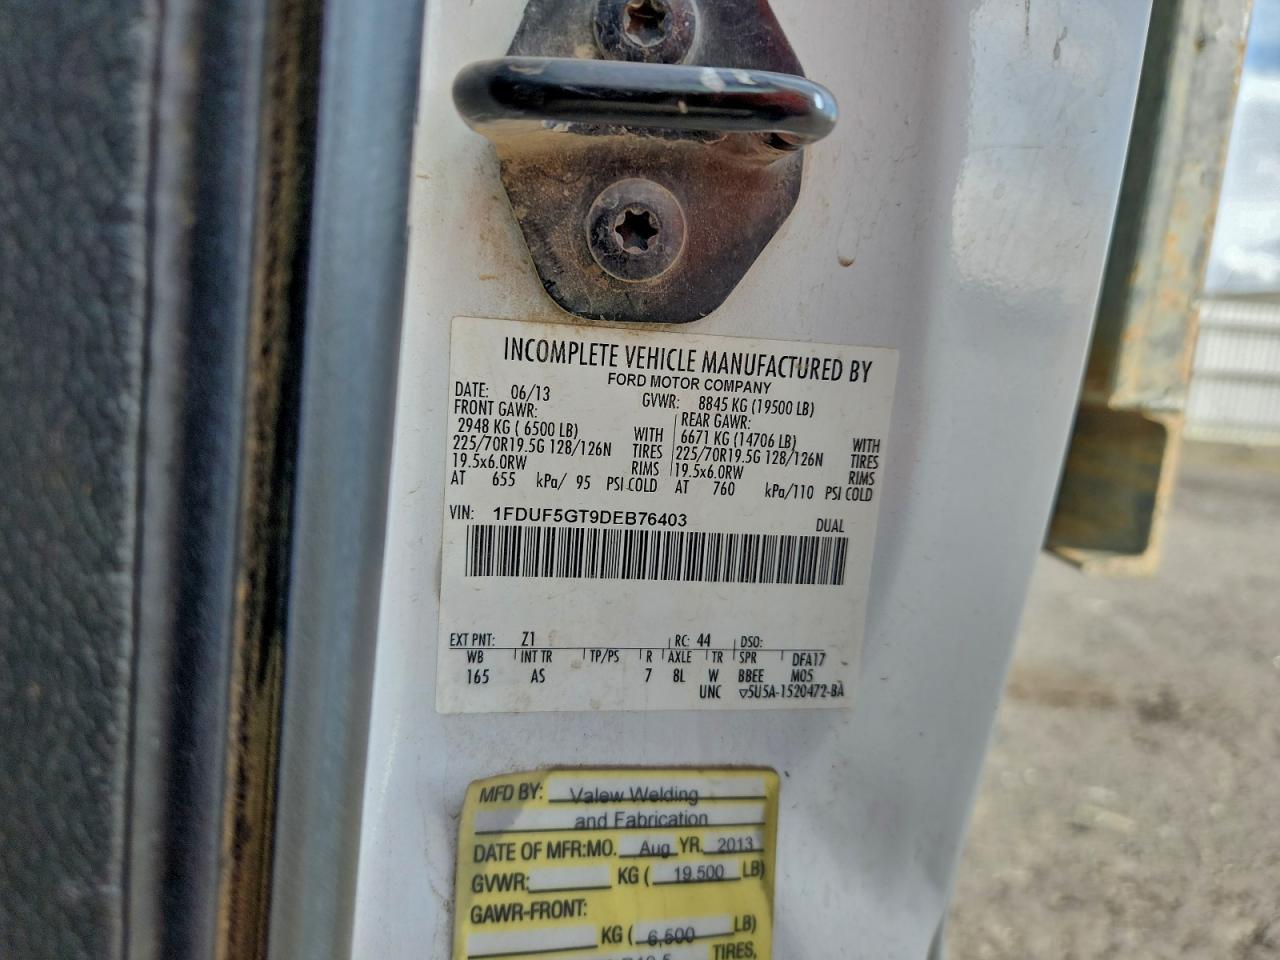 INCOMPLETE VEHICLE MANUFACTURED BY
FORD MOTOR COMPANY
DATE: 06/13 GVWR: 8845 KG (19500 LB)
FRONT GAWR: REAR GAWR:
2948 KG ( 6500 LB) WITH 6671 KG (14706 LB) WITH
225/70R19.5G 128/126N TIRES 225/70R19.5G 128/126N TIRES
19.5x6.0RW RIMS 19.5x6.0RW RIMS
AT 655 kPa/ 95 PSI COLD AT 760 kPa/110 PSI COLD
VIN: 1FDUF5GT9DEB76403 DUAL
EXT PNT: Z1 RC: 44 DSO:
WB INT TR TP/PS R AXLE TR SPR DFA17
165 AS 7 8L W BBEE M05
UNC ▽5U5A-1520472-BA
MFD BY: Valew Welding
and Fabrication
DATE OF MFR:MO. Aug YR. 2013
GVWR: KG ( 19,500 LB)
GAWR-FRONT:
KG ( 6,500 LB)
TIRES,